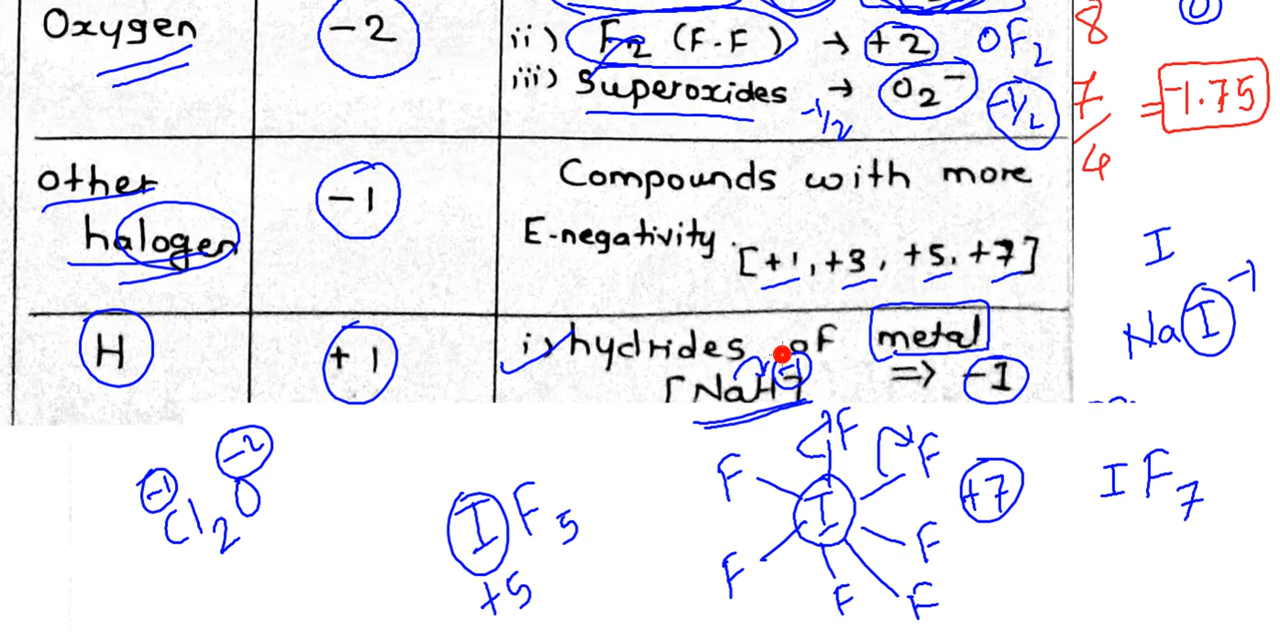 Oxygen
-2
ii) F2 (F-F) → +2 OF2
iii) Superoxides → O2⁻ -1/2
-1/2
8
7/4 = -1.75
other
halogen
-1
Compounds with more
E-negativity.
[+1, +3, +5, +7]
I
NaI -1
H
+1
i) hydrides of metal
[NaH] ⇒ -1
-1
-1 -2
Cl2O
IF5
+5
F F F
I
F F F F
+7
IF7